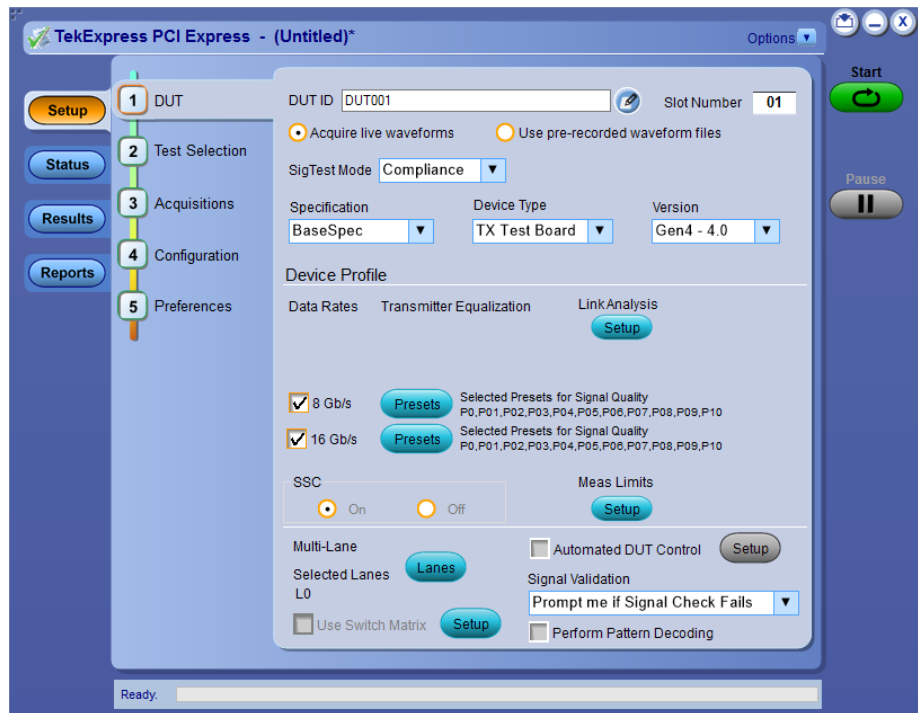 TekExpress PCI Express - (Untitled)*
Options
Start
Pause
Setup
Status
Results
Reports
1 DUT
2 Test Selection
3 Acquisitions
4 Configuration
5 Preferences
DUT ID DUT001 Slot Number 01
Acquire live waveforms Use pre-recorded waveform files
SigTest Mode Compliance
Specification Device Type Version
BaseSpec TX Test Board Gen4 - 4.0
Device Profile
Data Rates Transmitter Equalization Link Analysis
Setup
8 Gb/s Presets Selected Presets for Signal Quality
P0,P01,P02,P03,P04,P05,P06,P07,P08,P09,P10
16 Gb/s Presets Selected Presets for Signal Quality
P0,P01,P02,P03,P04,P05,P06,P07,P08,P09,P10
SSC Meas Limits
On Off Setup
Multi-Lane
Selected Lanes Lanes
L0
Use Switch Matrix Setup
Automated DUT Control Setup
Signal Validation
Prompt me if Signal Check Fails
Perform Pattern Decoding
Ready.